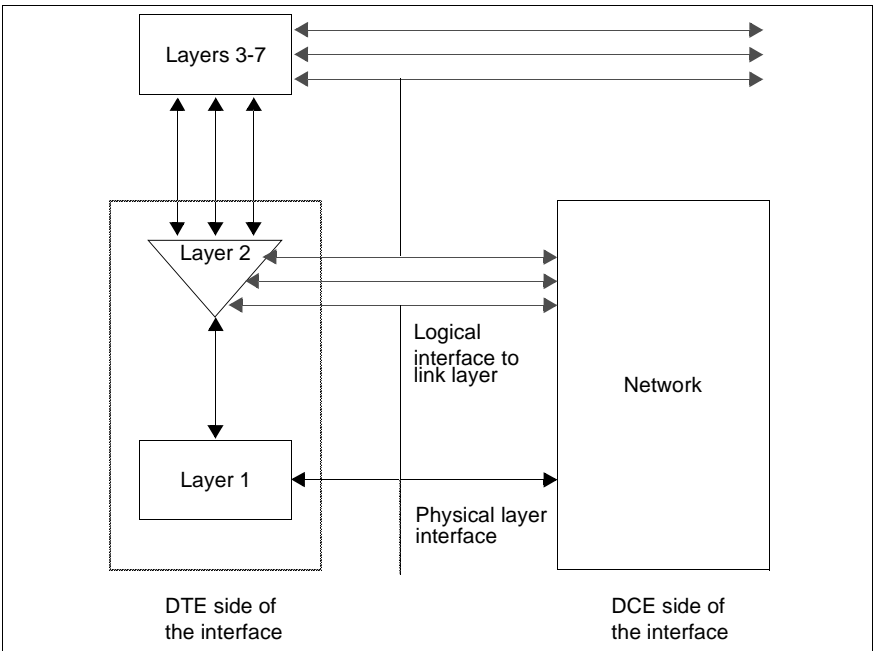 Layers 3-7
Layer 2
Logical
interface to
link layer
Network
Layer 1
Physical layer
interface
DTE side of
the interface
DCE side of
the interface